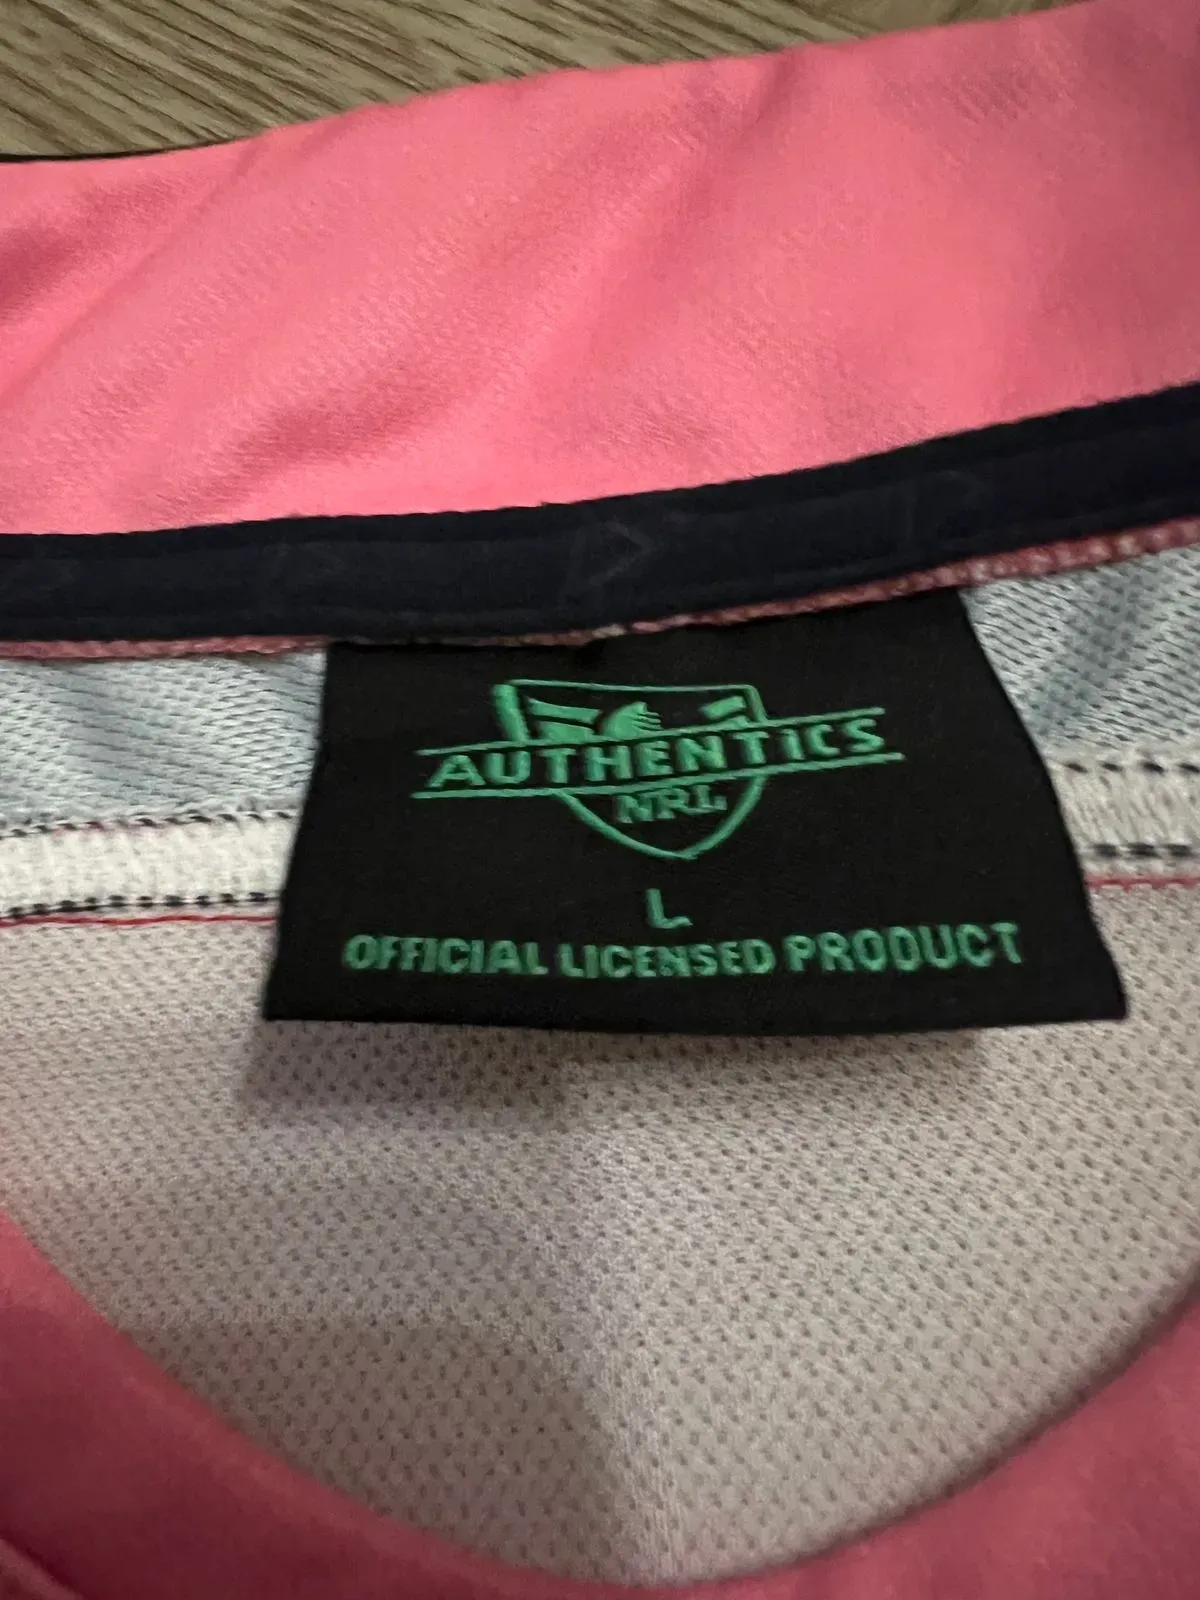 AUTHENTICS
NRL
L
OFFICIAL LICENSED PRODUCT